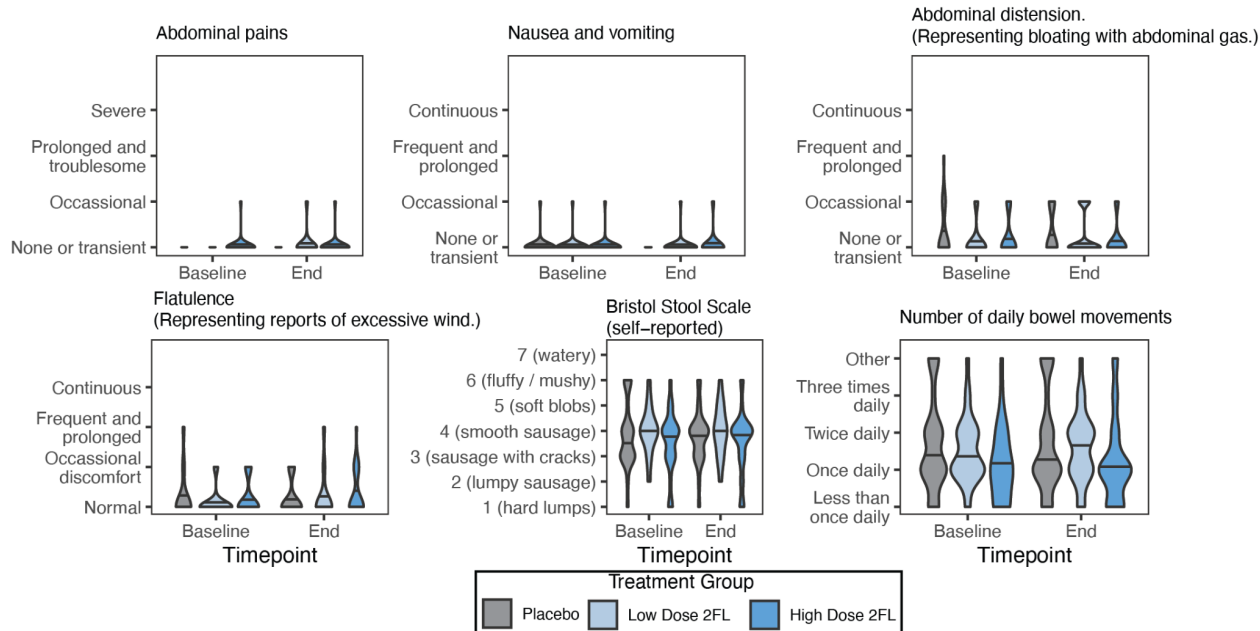 Abdominal pains
Severe
Prolonged and
troublesome
Occassional
None or transient
Baseline
End
Nausea and vomiting
Continuous
Frequent and
prolonged
Occassional
None or
transient
Baseline
End
Abdominal distension.
(Representing bloating with abdominal gas.)
Continuous
Frequent and
prolonged
Occassional
None or
transient
Baseline
End
Flatulence
(Representing reports of excessive wind.)
Continuous
Frequent and
prolonged
Occassional
discomfort
Normal
Baseline
End
Timepoint
Bristol Stool Scale
(self−reported)
7 (watery)
6 (fluffy / mushy)
5 (soft blobs)
4 (smooth sausage)
3 (sausage with cracks)
2 (lumpy sausage)
1 (hard lumps)
Baseline
End
Timepoint
Number of daily bowel movements
Other
Three times
daily
Twice daily
Once daily
Less than
once daily
Baseline
End
Timepoint
Treatment Group
Placebo
Low Dose 2FL
High Dose 2FL